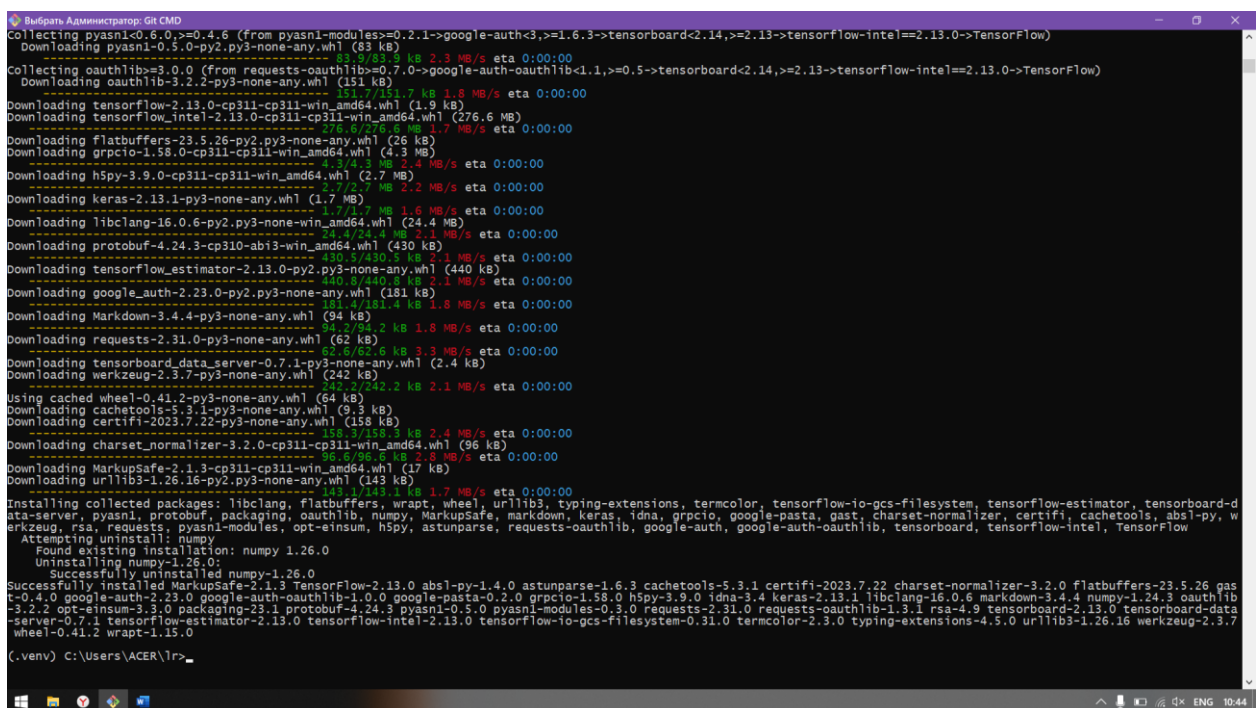 Выбрать Администратор: Git CMD
Collecting pyasn1<0.6.0,>=0.4.6 (from pyasn1-modules>=0.2.1->google-auth<3,>=1.6.3->tensorboard<2.14,>=2.13->tensorflow-intel==2.13.0->TensorFlow)
Downloading pyasn1-0.5.0-py2.py3-none-any.whl (83 kB)
---------------------------------------- 83.9/83.9 kB 2.3 MB/s eta 0:00:00
Collecting oauthlib>=3.0.0 (from requests-oauthlib>=0.7.0->google-auth-oauthlib<1.1,>=0.5->tensorboard<2.14,>=2.13->tensorflow-intel==2.13.0->TensorFlow)
Downloading oauthlib-3.2.2-py3-none-any.whl (151 kB)
---------------------------------------- 151.7/151.7 kB 1.8 MB/s eta 0:00:00
Downloading tensorflow-2.13.0-cp311-cp311-win_amd64.whl (1.9 kB)
Downloading tensorflow_intel-2.13.0-cp311-cp311-win_amd64.whl (276.6 MB)
---------------------------------------- 276.6/276.6 MB 1.7 MB/s eta 0:00:00
Downloading flatbuffers-23.5.26-py2.py3-none-any.whl (26 kB)
Downloading grpcio-1.58.0-cp311-cp311-win_amd64.whl (4.3 MB)
---------------------------------------- 4.3/4.3 MB 2.4 MB/s eta 0:00:00
Downloading h5py-3.9.0-cp311-cp311-win_amd64.whl (2.7 MB)
---------------------------------------- 2.7/2.7 MB 2.2 MB/s eta 0:00:00
Downloading keras-2.13.1-py3-none-any.whl (1.7 MB)
---------------------------------------- 1.7/1.7 MB 1.6 MB/s eta 0:00:00
Downloading libclang-16.0.6-py2.py3-none-win_amd64.whl (24.4 MB)
---------------------------------------- 24.4/24.4 MB 2.1 MB/s eta 0:00:00
Downloading protobuf-4.24.3-cp310-abi3-win_amd64.whl (430 kB)
---------------------------------------- 430.5/430.5 kB 2.1 MB/s eta 0:00:00
Downloading tensorflow_estimator-2.13.0-py2.py3-none-any.whl (440 kB)
---------------------------------------- 440.8/440.8 kB 2.1 MB/s eta 0:00:00
Downloading google_auth-2.23.0-py2.py3-none-any.whl (181 kB)
---------------------------------------- 181.4/181.4 kB 1.8 MB/s eta 0:00:00
Downloading Markdown-3.4.4-py3-none-any.whl (94 kB)
---------------------------------------- 94.2/94.2 kB 1.8 MB/s eta 0:00:00
Downloading requests-2.31.0-py3-none-any.whl (62 kB)
---------------------------------------- 62.6/62.6 kB 3.3 MB/s eta 0:00:00
Downloading tensorboard_data_server-0.7.1-py3-none-any.whl (2.4 kB)
Downloading werkzeug-2.3.7-py3-none-any.whl (242 kB)
---------------------------------------- 242.2/242.2 kB 2.1 MB/s eta 0:00:00
Using cached wheel-0.41.2-py3-none-any.whl (64 kB)
Downloading cachetools-5.3.1-py3-none-any.whl (9.3 kB)
Downloading certifi-2023.7.22-py3-none-any.whl (158 kB)
---------------------------------------- 158.3/158.3 kB 2.4 MB/s eta 0:00:00
Downloading charset_normalizer-3.2.0-cp311-cp311-win_amd64.whl (96 kB)
---------------------------------------- 96.6/96.6 kB 2.8 MB/s eta 0:00:00
Downloading MarkupSafe-2.1.3-cp311-cp311-win_amd64.whl (17 kB)
Downloading urllib3-1.26.16-py2.py3-none-any.whl (143 kB)
---------------------------------------- 143.1/143.1 kB 1.7 MB/s eta 0:00:00
Installing collected packages: libclang, flatbuffers, wrapt, wheel, urllib3, typing-extensions, termcolor, tensorflow-io-gcs-filesystem, tensorflow-estimator, tensorboard-d
ata-server, pyasn1, protobuf, packaging, oauthlib, numpy, MarkupSafe, markdown, keras, idna, grpcio, google-pasta, gast, charset-normalizer, certifi, cachetools, absl-py, w
erkzeug, rsa, requests, pyasn1-modules, opt-einsum, h5py, astunparse, requests-oauthlib, google-auth, google-auth-oauthlib, tensorboard, tensorflow-intel, TensorFlow
Attempting uninstall: numpy
Found existing installation: numpy 1.26.0
Uninstalling numpy-1.26.0:
Successfully uninstalled numpy-1.26.0
Successfully installed MarkupSafe-2.1.3 TensorFlow-2.13.0 absl-py-1.4.0 astunparse-1.6.3 cachetools-5.3.1 certifi-2023.7.22 charset-normalizer-3.2.0 flatbuffers-23.5.26 gas
t-0.4.0 google-auth-2.23.0 google-auth-oauthlib-1.0.0 google-pasta-0.2.0 grpcio-1.58.0 h5py-3.9.0 idna-3.4 keras-2.13.1 libclang-16.0.6 markdown-3.4.4 numpy-1.24.3 oauthlib
-3.2.2 opt-einsum-3.3.0 packaging-23.1 protobuf-4.24.3 pyasn1-0.5.0 pyasn1-modules-0.3.0 requests-2.31.0 requests-oauthlib-1.3.1 rsa-4.9 tensorboard-2.13.0 tensorboard-data
-server-0.7.1 tensorflow-estimator-2.13.0 tensorflow-intel-2.13.0 tensorflow-io-gcs-filesystem-0.31.0 termcolor-2.3.0 typing-extensions-4.5.0 urllib3-1.26.16 werkzeug-2.3.7
wheel-0.41.2 wrapt-1.15.0
(.venv) C:\Users\ACER\lr>_
ENG 10:44